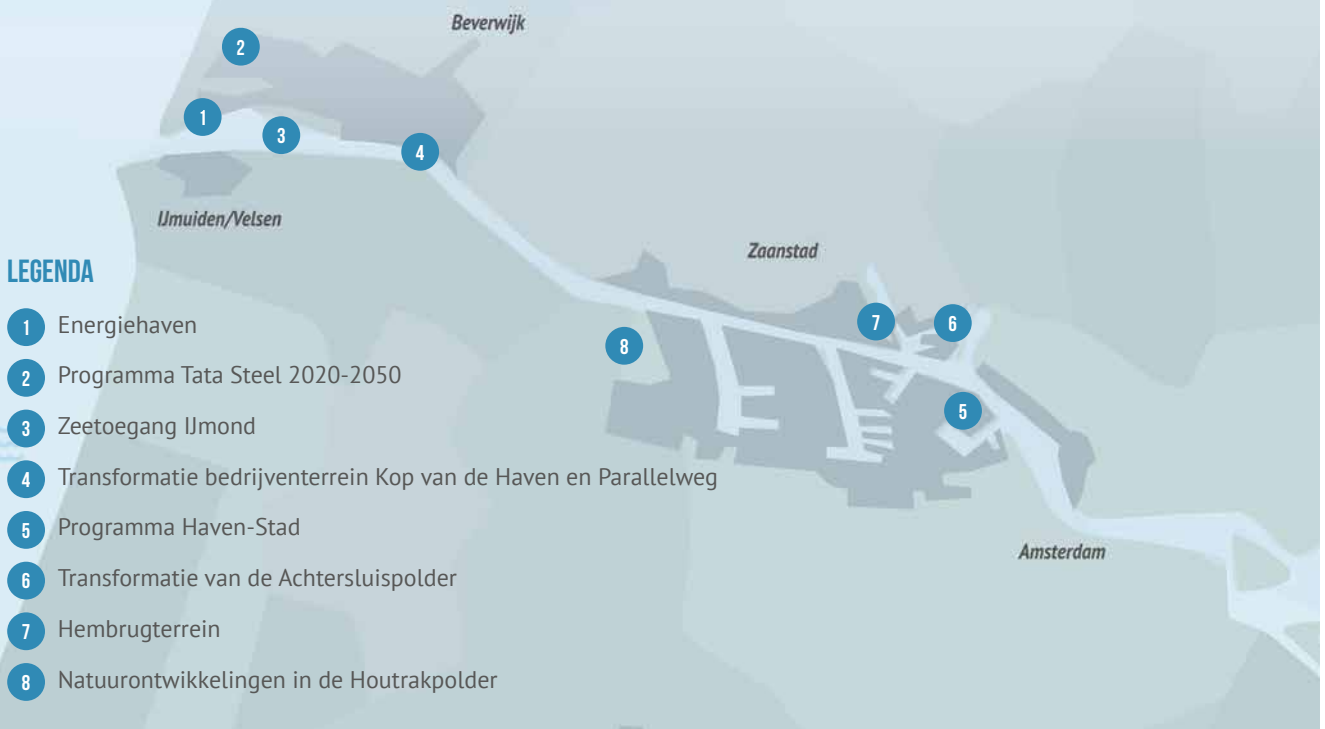 Beverwijk
2
1
3
4
IJmuiden/Velsen
Zaanstad
7
6
8
5
Amsterdam
LEGENDA
1 Energiehaven
2 Programma Tata Steel 2020-2050
3 Zeetoegang IJmond
4 Transformatie bedrijventerrein Kop van de Haven en Parallelweg
5 Programma Haven-Stad
6 Transformatie van de Achtersluispolder
7 Hembrugterrein
8 Natuurontwikkelingen in de Houtrakpolder